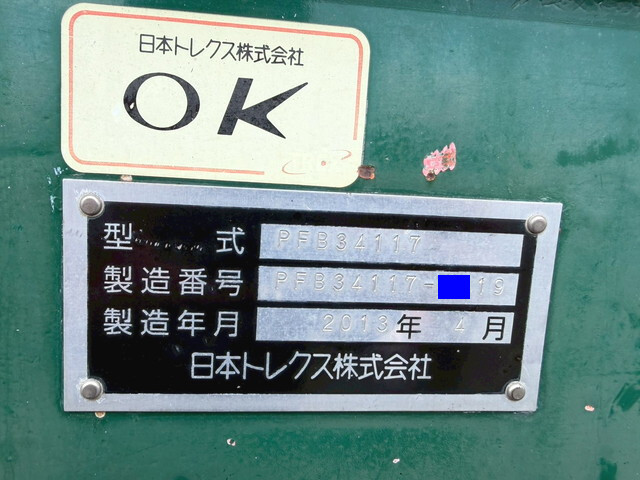 日本トレクス株式会社
OK
型式 PFB34117
製造番号 PFB34117-19
製造年月 2013年 4月
日本トレクス株式会社